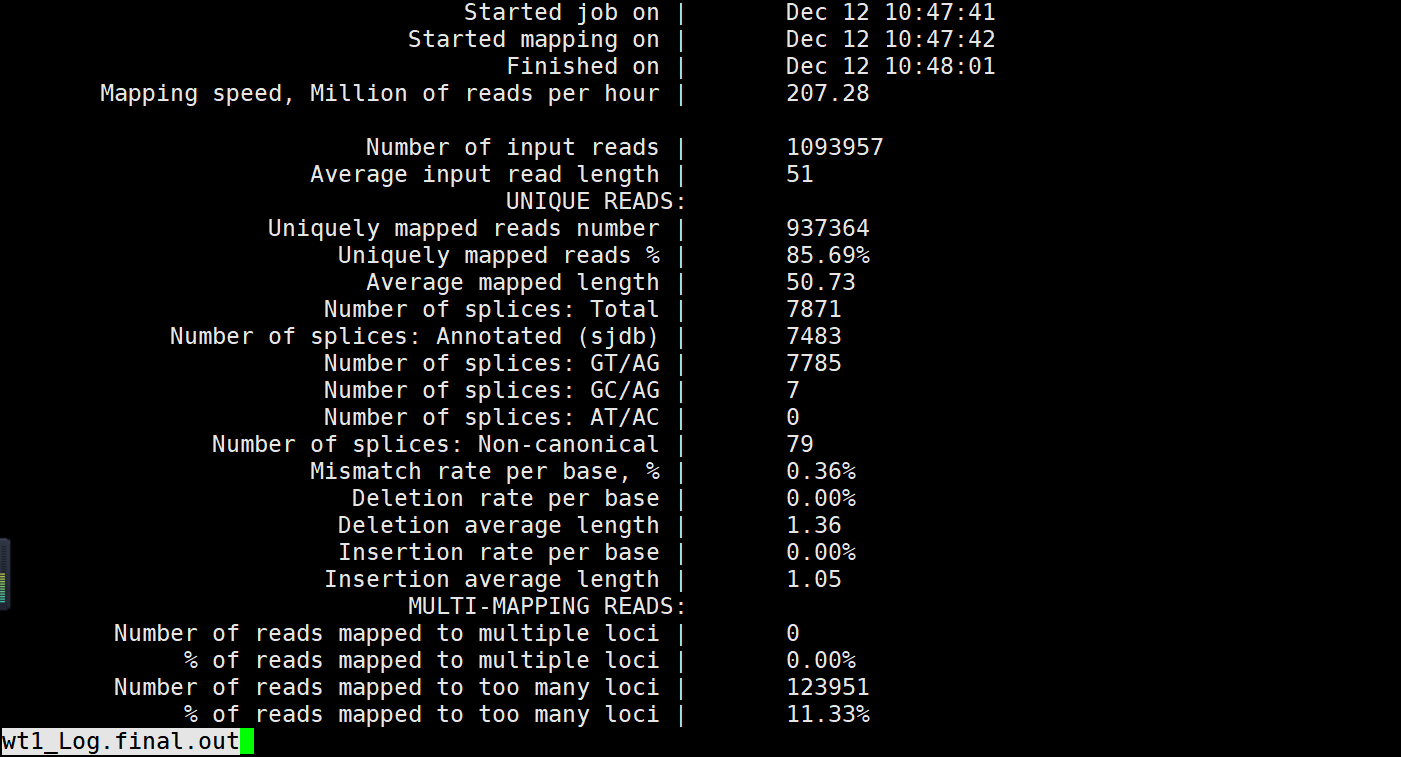 Started job on | Dec 12 10:47:41
Started mapping on | Dec 12 10:47:42
Finished on | Dec 12 10:48:01
Mapping speed, Million of reads per hour | 207.28
Number of input reads | 1093957
Average input read length | 51
UNIQUE READS:
Uniquely mapped reads number | 937364
Uniquely mapped reads % | 85.69%
Average mapped length | 50.73
Number of splices: Total | 7871
Number of splices: Annotated (sjdb) | 7483
Number of splices: GT/AG | 7785
Number of splices: GC/AG | 7
Number of splices: AT/AC | 0
Number of splices: Non-canonical | 79
Mismatch rate per base, % | 0.36%
Deletion rate per base | 0.00%
Deletion average length | 1.36
Insertion rate per base | 0.00%
Insertion average length | 1.05
MULTI-MAPPING READS:
Number of reads mapped to multiple loci | 0
% of reads mapped to multiple loci | 0.00%
Number of reads mapped to too many loci | 123951
% of reads mapped to too many loci | 11.33%
wt1_Log.final.out